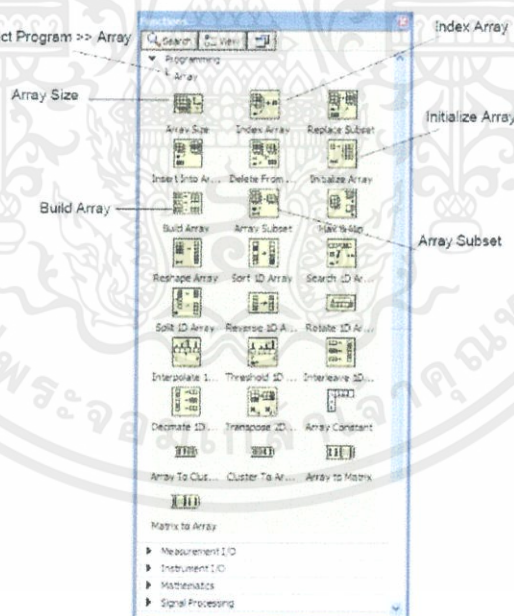 Functions
Search View
Programming
Array
Array Size Index Array Replace Subset
Insert Into Ar... Delete From ... Initialize Array
Build Array Array Subset Max & Min
Reshape Array Sort 1D Array Search 1D Ar...
Split 1D Array Reverse 1D A... Rotate 1D Ar...
Interpolate 1... Threshold 1D ... Interleave 1D...
Decimate 1D ... Transpose 2D... Array Constant
Array To Clus... Cluster To Ar... Array to Matrix
Matrix to Array
Measurement I/O
Instrument I/O
Mathematics
Signal Processing
ct Program >> Array
Array Size
Build Array
Index Array
Initialize Array
Array Subset